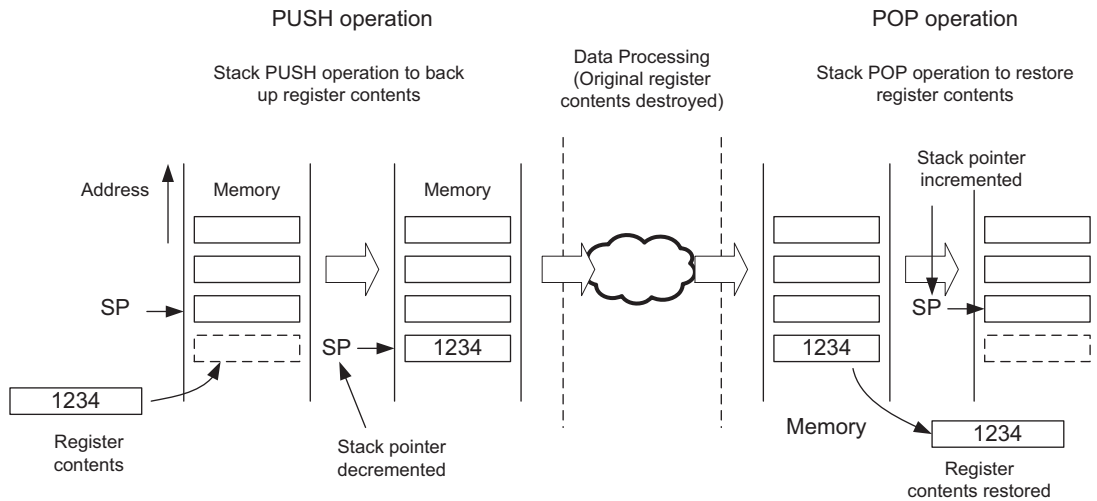 PUSH operation
POP operation
Stack PUSH operation to back
up register contents
Data Processing
(Original register
contents destroyed)
Stack POP operation to restore
register contents
Address
Memory
Memory
Stack pointer
incremented
SP
SP
1234
1234
SP
1234
Register
contents
Stack pointer
decremented
Memory
1234
Register
contents restored